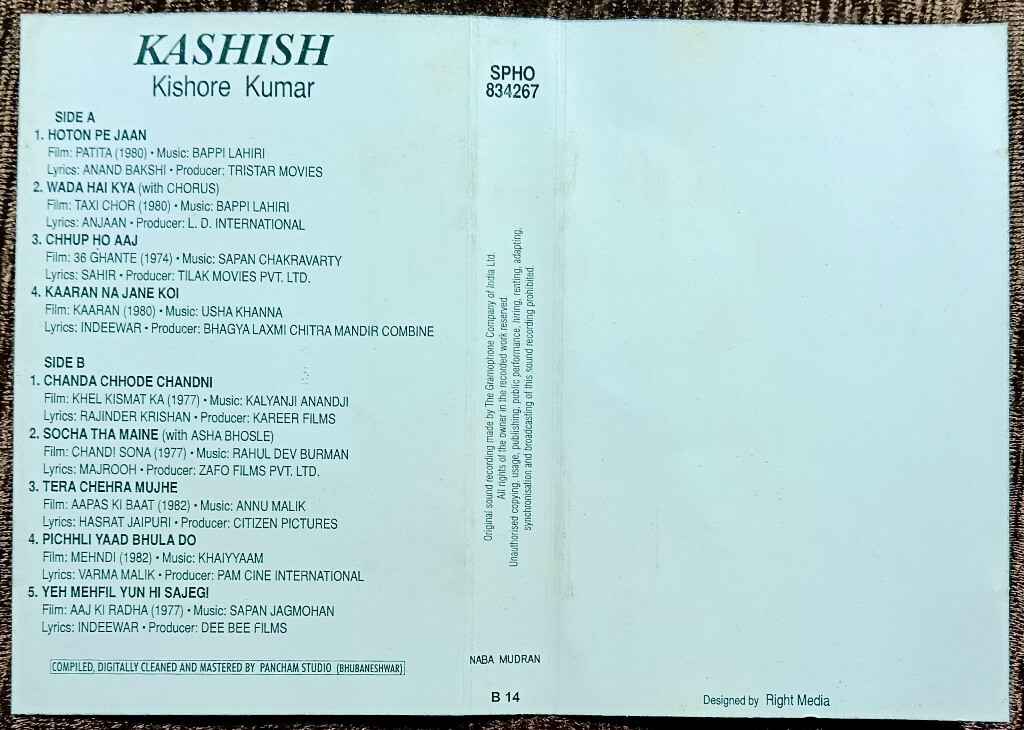 KASHISH
Kishore Kumar
SIDE A
1. HOTON PE JAAN
Film: PATITA (1980) • Music: BAPPI LAHIRI
Lyrics: ANAND BAKSHI • Producer: TRISTAR MOVIES
2. WADA HAI KYA (with CHORUS)
Film: TAXI CHOR (1980) • Music: BAPPI LAHIRI
Lyrics: ANJAAN • Producer: L. D. INTERNATIONAL
3. CHHUP HO AAJ
Film: 36 GHANTE (1974) • Music: SAPAN CHAKRAVARTY
Lyrics: SAHIR • Producer: TILAK MOVIES PVT. LTD.
4. KAARAN NA JANE KOI
Film: KAARAN (1980) • Music: USHA KHANNA
Lyrics: INDEEWAR • Producer: BHAGYA LAXMI CHITRA MANDIR COMBINE
SIDE B
1. CHANDA CHHODE CHANDNI
Film: KHEL KISMAT KA (1977) • Music: KALYANJI ANANDJI
Lyrics: RAJINDER KRISHAN • Producer: KAREER FILMS
2. SOCHA THA MAINE (with ASHA BHOSLE)
Film: CHANDI SONA (1977) • Music: RAHUL DEV BURMAN
Lyrics: MAJROOH • Producer: ZAFO FILMS PVT. LTD.
3. TERA CHEHRA MUJHE
Film: AAPAS KI BAAT (1982) • Music: ANNU MALIK
Lyrics: HASRAT JAIPURI • Producer: CITIZEN PICTURES
4. PICHHLI YAAD BHULA DO
Film: MEHNDI (1982) • Music: KHAIYYAAM
Lyrics: VARMA MALIK • Producer: PAM CINE INTERNATIONAL
5. YEH MEHFIL YUN HI SAJEGI
Film: AAJ KI RADHA (1977) • Music: SAPAN JAGMOHAN
Lyrics: INDEEWAR • Producer: DEE BEE FILMS
COMPILED, DIGITALLY CLEANED AND MASTERED BY PANCHAM STUDIO (BHUBANESHWAR)
SPHO
834267
Original sound recording made by The Gramophone Company of India Ltd.
All rights of the owner in the recorded work reserved.
Unauthorised copying, usage, publishing, public performance, hiring, renting, adapting,
synchronisation and broadcasting of this sound recording prohibited.
NABA MUDRAN
B 14
Designed by Right Media